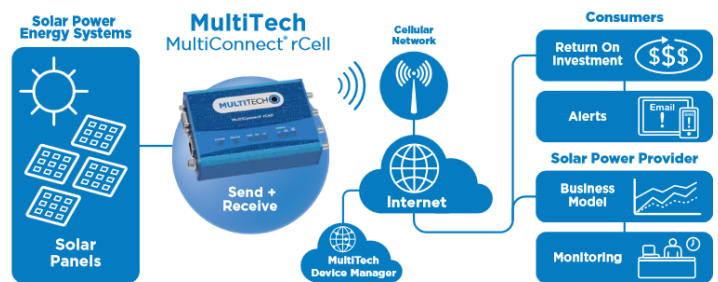 Solar Power
Energy Systems
Solar
Panels
MultiTech
MultiConnect® rCell
MULTITECH
MultiConnect® rCell
Send +
Receive
Cellular
Network
Internet
MultiTech
Device Manager
Consumers
Return On
Investment
$$$
Alerts
Email
!
!
Solar Power Provider
Business
Model
Monitoring